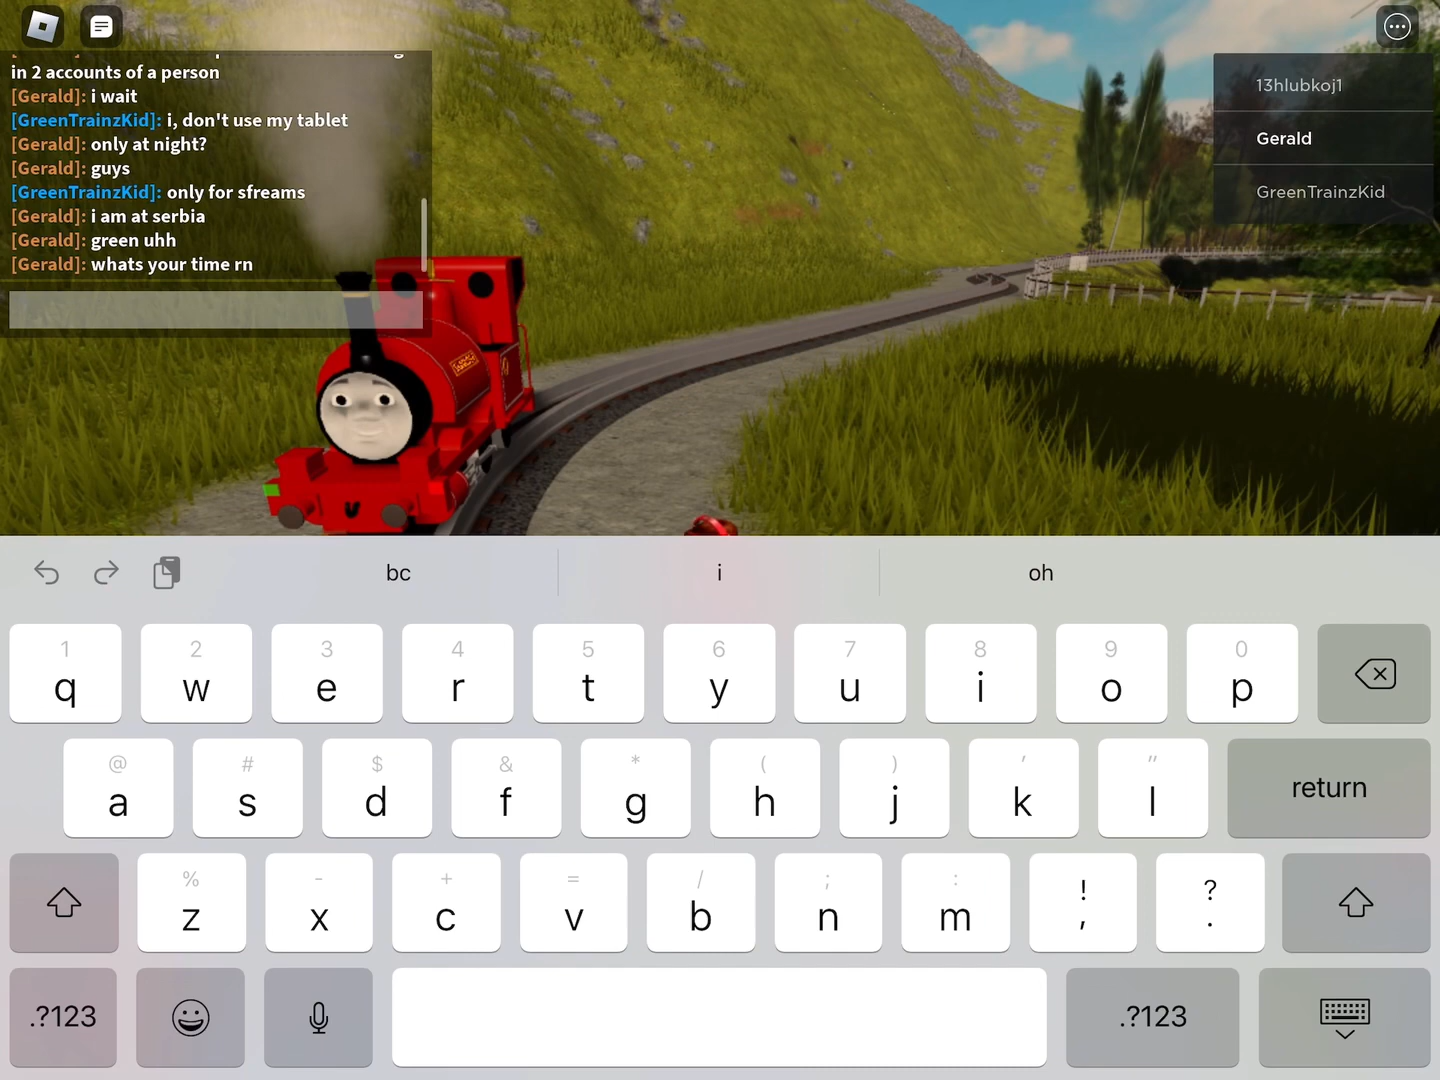 in 2 accounts of a person
[Gerald]: i wait
[GreenTrainzKid]: i, don't use my tablet
[Gerald]: only at night?
[Gerald]: guys
[GreenTrainzKid]: only for sfreams
[Gerald]: i am at serbia
[Gerald]: green uhh
[Gerald]: whats your time rn
13hlubkoj1
Gerald
GreenTrainzKid
bc i oh
1 2 3 4 5 6 7 8 9 0
q w e r t y u i o p
@ # $ & * ( ) ' "
a s d f g h j k l return
% - + = / ; : ! ?
z x c v b n m , .
.?123 .?123